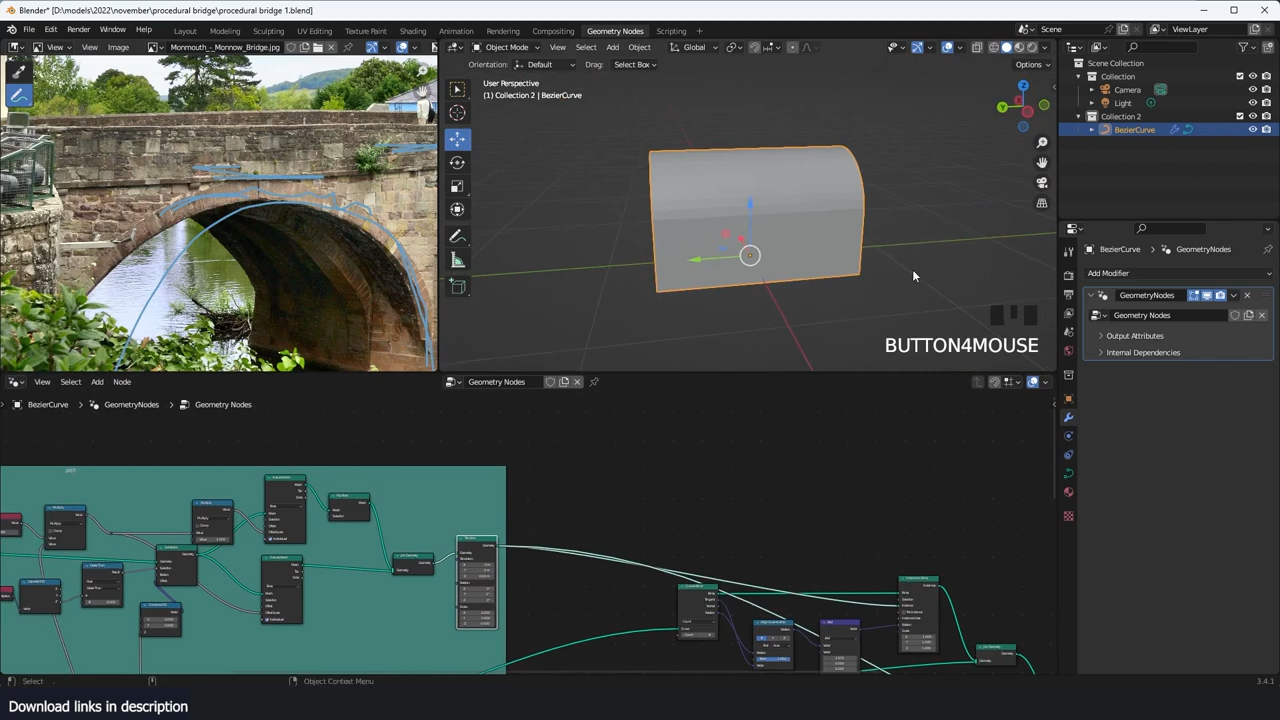 Blender* [D:\models\2022\november\procedural bridge\procedural bridge 1.blend]
File Edit Render Window Help Layout Modeling Sculpting UV Editing Texture Paint Shading Animation Rendering Compositing Geometry Nodes Scripting Scene ViewLayer
View Image Monmouth_-_Monnow_Bridge.jpg Object Mode View Select Add Object Global
Orientation: Default Drag: Select Box Options
User Perspective
(1) Collection 2 | BezierCurve
Scene Collection
Collection
Camera
Light
Collection 2
BezierCurve
BezierCurve GeometryNodes
Add Modifier
GeometryNodes
Geometry Nodes
Output Attributes
Internal Dependencies
BUTTON4MOUSE
View Select Add Node Geometry Nodes
BezierCurve GeometryNodes Geometry Nodes
Select Object Context Menu 3.4.1
Download links in description